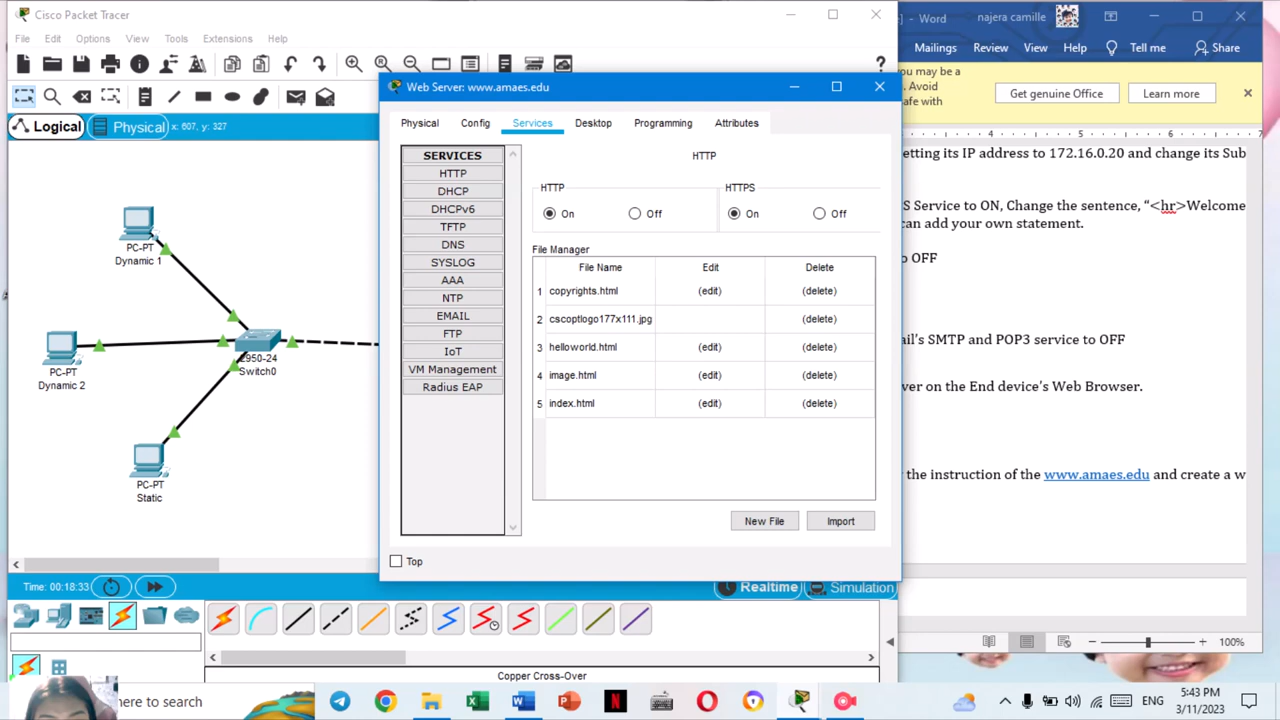 Cisco Packet Tracer
File Edit Options View Tools Extensions Help
Logical Physical x: 607, y: 327
PC-PT
Dynamic 1
PC-PT
Dynamic 2
2950-24
Switch0
PC-PT
Static
Time: 00:18:33
Realtime Simulation
Copper Cross-Over
Web Server: www.amaes.edu
Physical Config Services Desktop Programming Attributes
SERVICES
HTTP
DHCP
DHCPv6
TFTP
DNS
SYSLOG
AAA
NTP
EMAIL
FTP
IoT
VM Management
Radius EAP
HTTP
HTTP HTTPS
On Off On Off
File Manager
File Name Edit Delete
1 copyrights.html (edit) (delete)
2 cscoptlogo177x111.jpg (delete)
3 helloworld.html (edit) (delete)
4 image.html (edit) (delete)
5 index.html (edit) (delete)
New File Import
Top
- Word najera camille
Mailings Review View Help Tell me Share
you may be a
Avoid
afe with
Get genuine Office Learn more
4 5 6 7
etting its IP address to 172.16.0.20 and change its Sub
S Service to ON, Change the sentence, “<hr>Welcome
can add your own statement.
to OFF
ail's SMTP and POP3 service to OFF
ver on the End device's Web Browser.
the instruction of the www.amaes.edu and create a w
100%
here to search
ENG
5:43 PM
3/11/2023